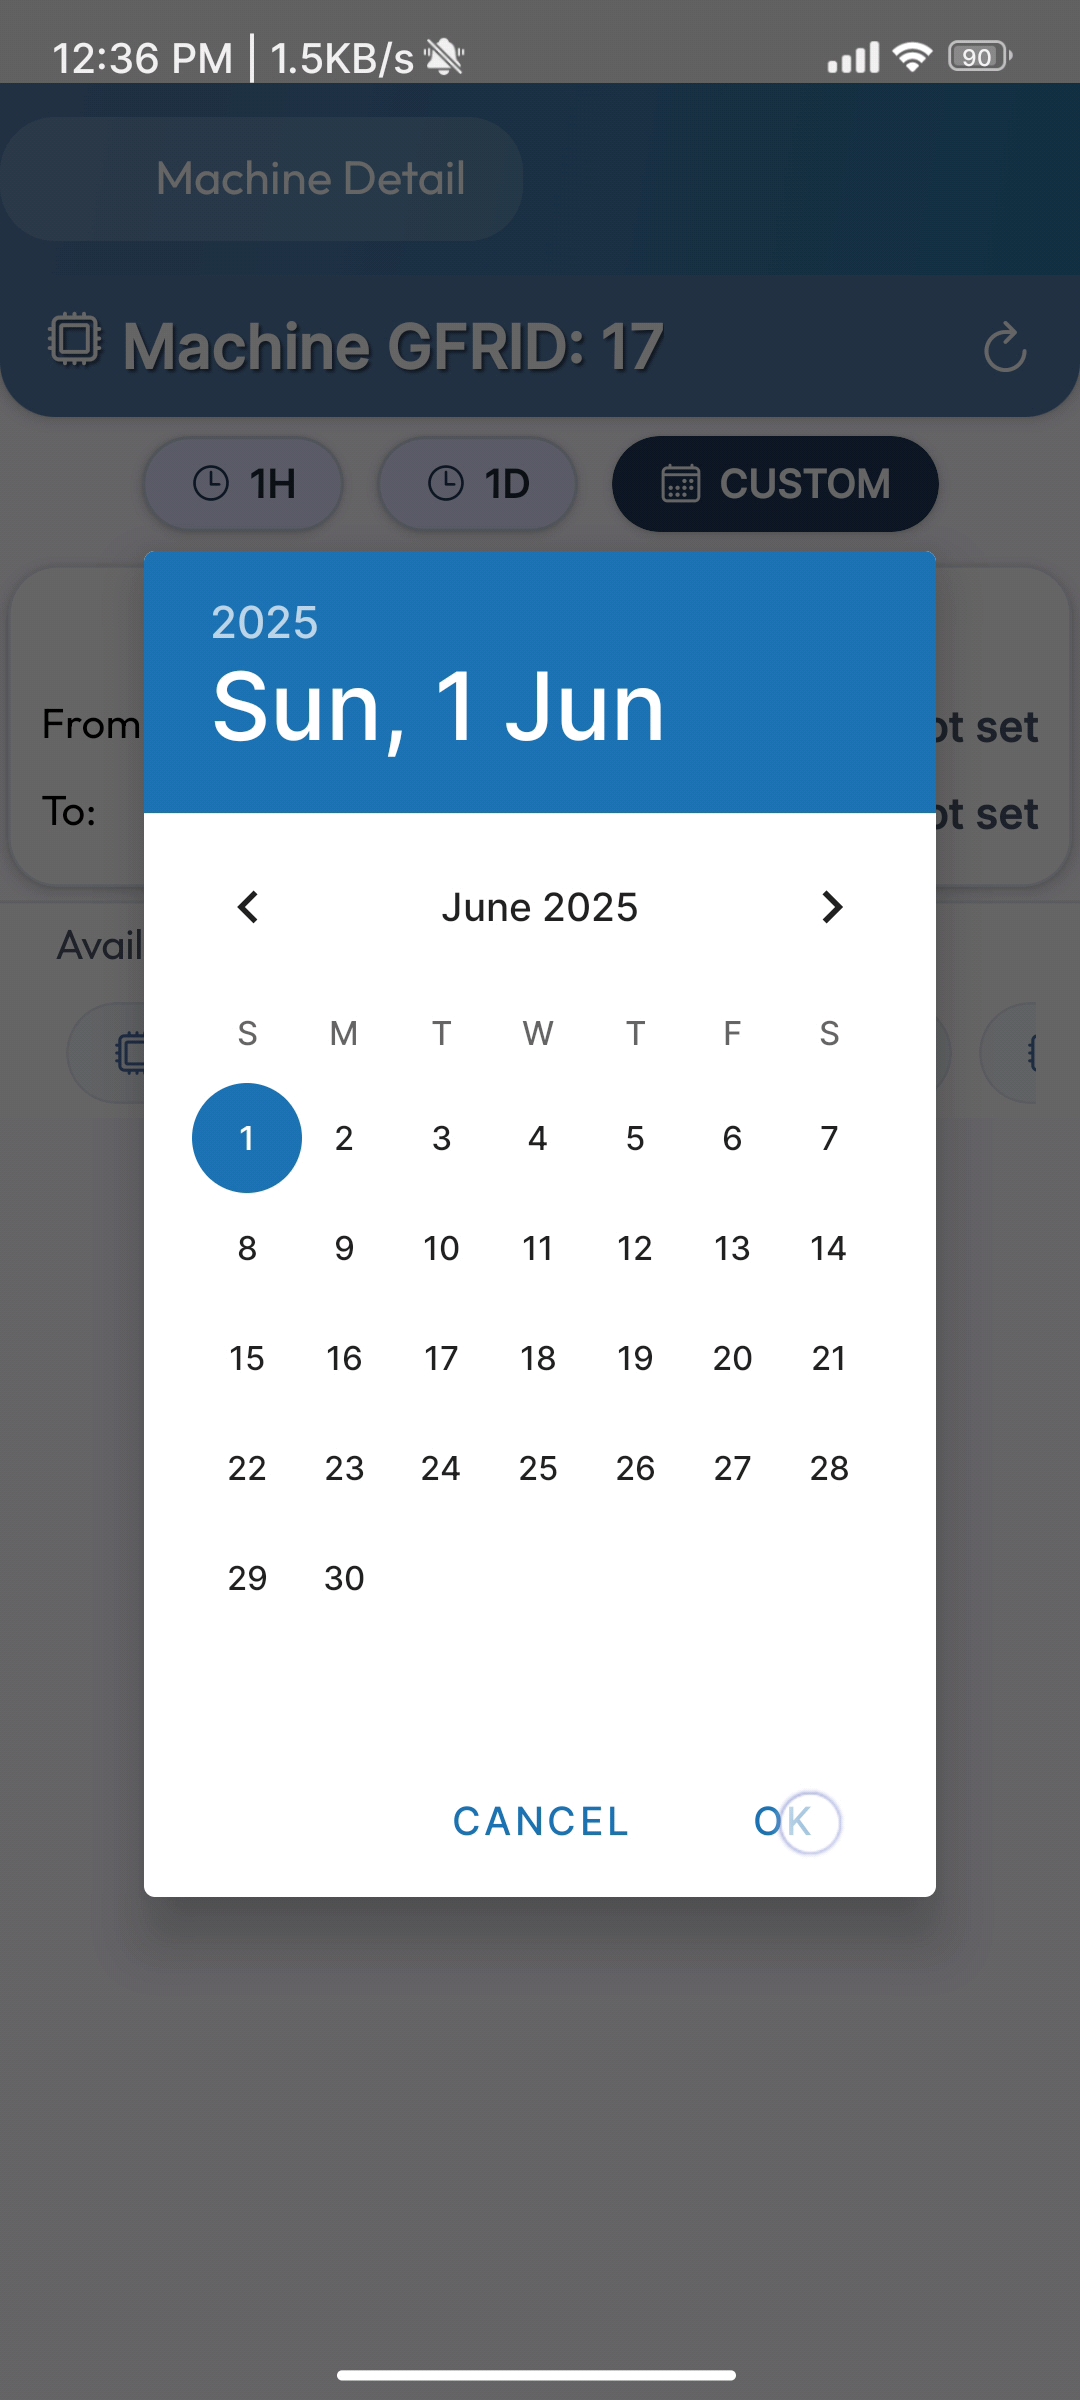 12:36 PM | 1.5KB/s
90
Machine Detail
Machine GFRID: 17
1H
1D
CUSTOM
2025
Sun, 1 Jun
From
set
To:
set
June 2025
S M T W T F S
1 2 3 4 5 6 7
8 9 10 11 12 13 14
15 16 17 18 19 20 21
22 23 24 25 26 27 28
29 30
CANCEL
OK